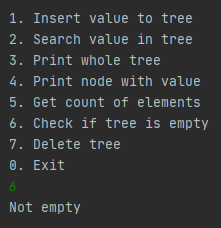 1. Insert value to tree
2. Search value in tree
3. Print whole tree
4. Print node with value
5. Get count of elements
6. Check if tree is empty
7. Delete tree
0. Exit
6
Not empty